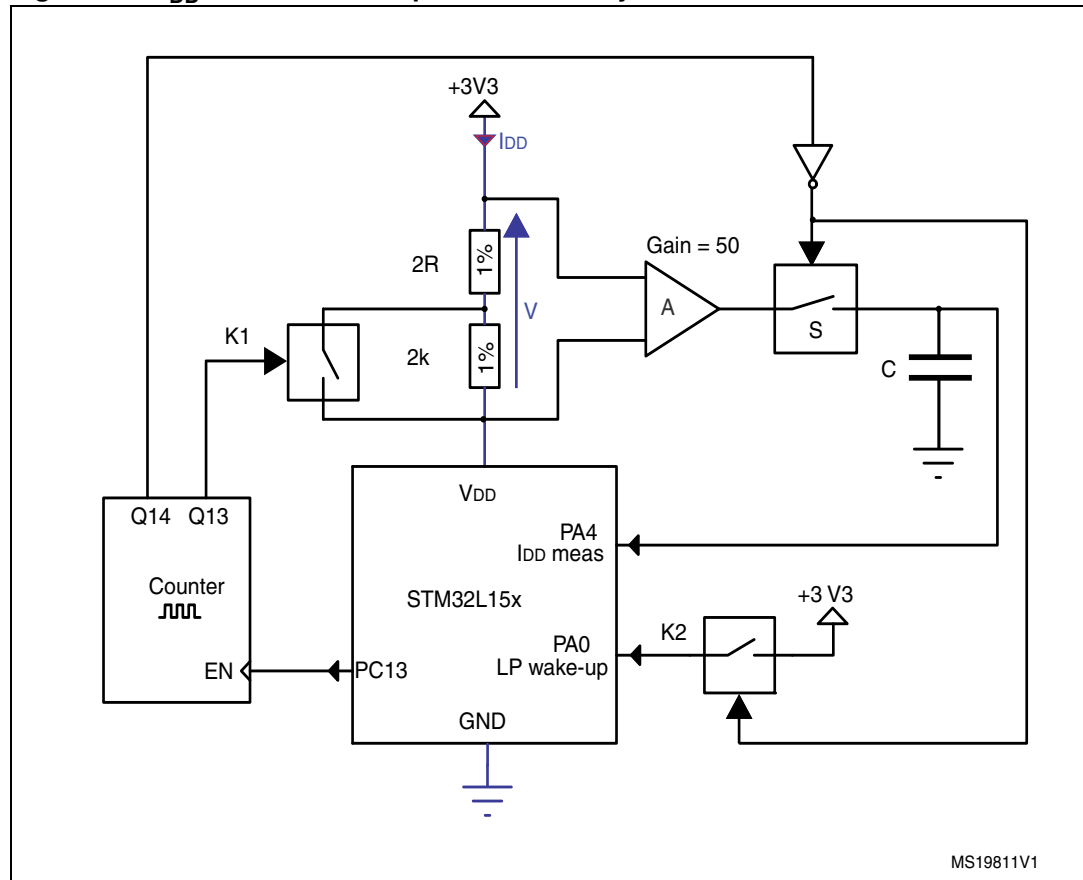 +3V3
IDD
Gain = 50
2R
1%
V
A
S
K1
2k
1%
C
VDD
Q14 Q13
PA4
IDD meas
Counter
STM32L15x
+3 V3
PA0
K2
LP wake-up
EN
PC13
GND
MS19811V1